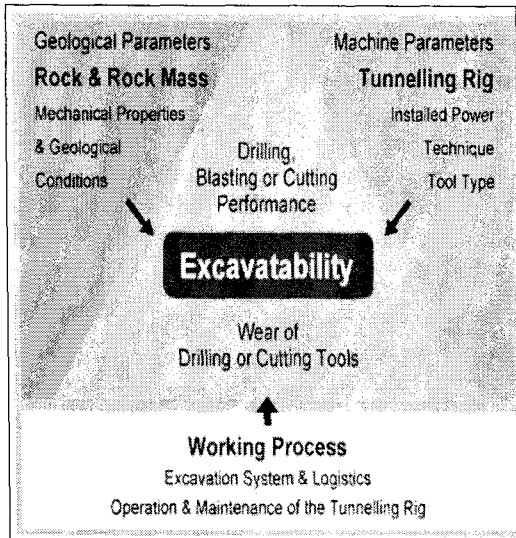 Geological Parameters
Rock & Rock Mass
Mechanical Properties
& Geological
Conditions
Machine Parameters
Tunnelling Rig
Installed Power
Technique
Tool Type
Drilling,
Blasting or Cutting
Performance
Excavatability
Wear of
Drilling or Cutting Tools
Working Process
Excavation System & Logistics
Operation & Maintenance of the Tunnelling Rig